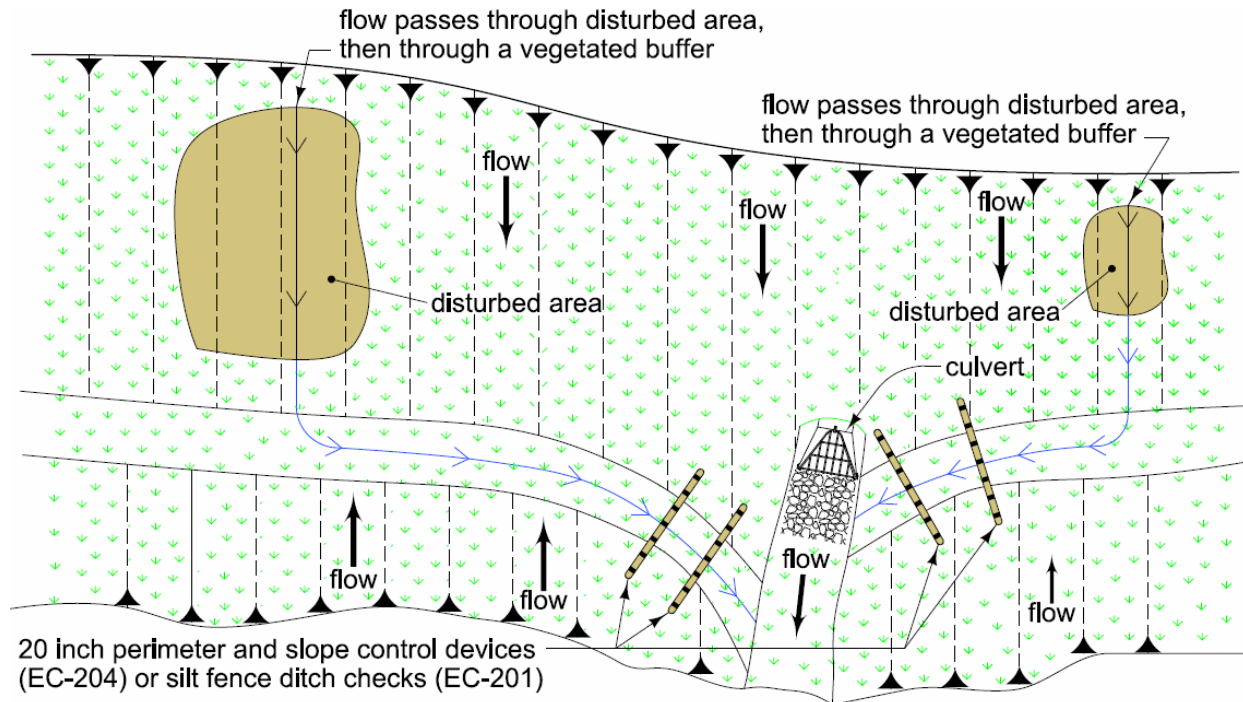 flow passes through disturbed area,
then through a vegetated buffer
flow passes through disturbed area,
then through a vegetated buffer
flow
flow
flow
disturbed area
disturbed area
culvert
flow
flow
flow
flow
20 inch perimeter and slope control devices
(EC-204) or silt fence ditch checks (EC-201)